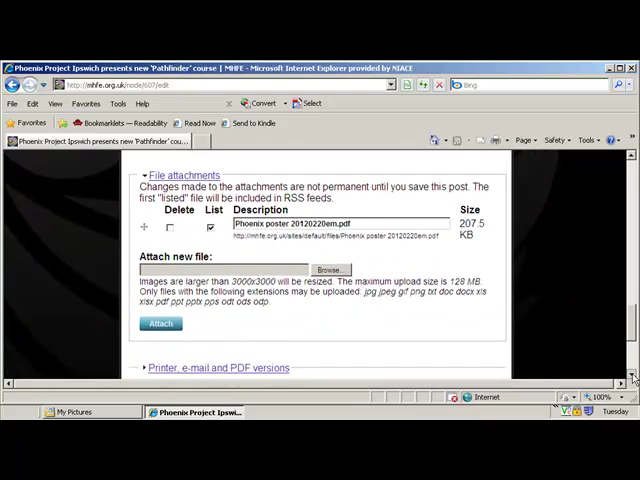 Phoenix Project Ipswich presents new 'Pathfinder' course | MHFE - Microsoft Internet Explorer provided by NIACE
http://mhfe.org.uk/node/607/edit
Bing
File Edit View Favorites Tools Help
Convert Select
Favorites Bookmarklets — Readability Read Now Send to Kindle
Phoenix Project Ipswich presents new 'Pathfinder' cou...
Page Safety Tools
File attachments
Changes made to the attachments are not permanent until you save this post. The
first "listed" file will be included in RSS feeds.
Delete List Description Size
Phoenix poster 20120220em.pdf 207.5
http://mhfe.org.uk/sites/default/files/Phoenix poster 20120220em.pdf KB
Attach new file:
Browse...
Images are larger than 3000x3000 will be resized. The maximum upload size is 128 MB.
Only files with the following extensions may be uploaded: jpg jpeg gif png txt doc docx xls
xlsx pdf ppt pptx pps odt ods odp.
Attach
Printer, e-mail and PDF versions
Internet 100%
My Pictures Phoenix Project Ipswi... Tuesday